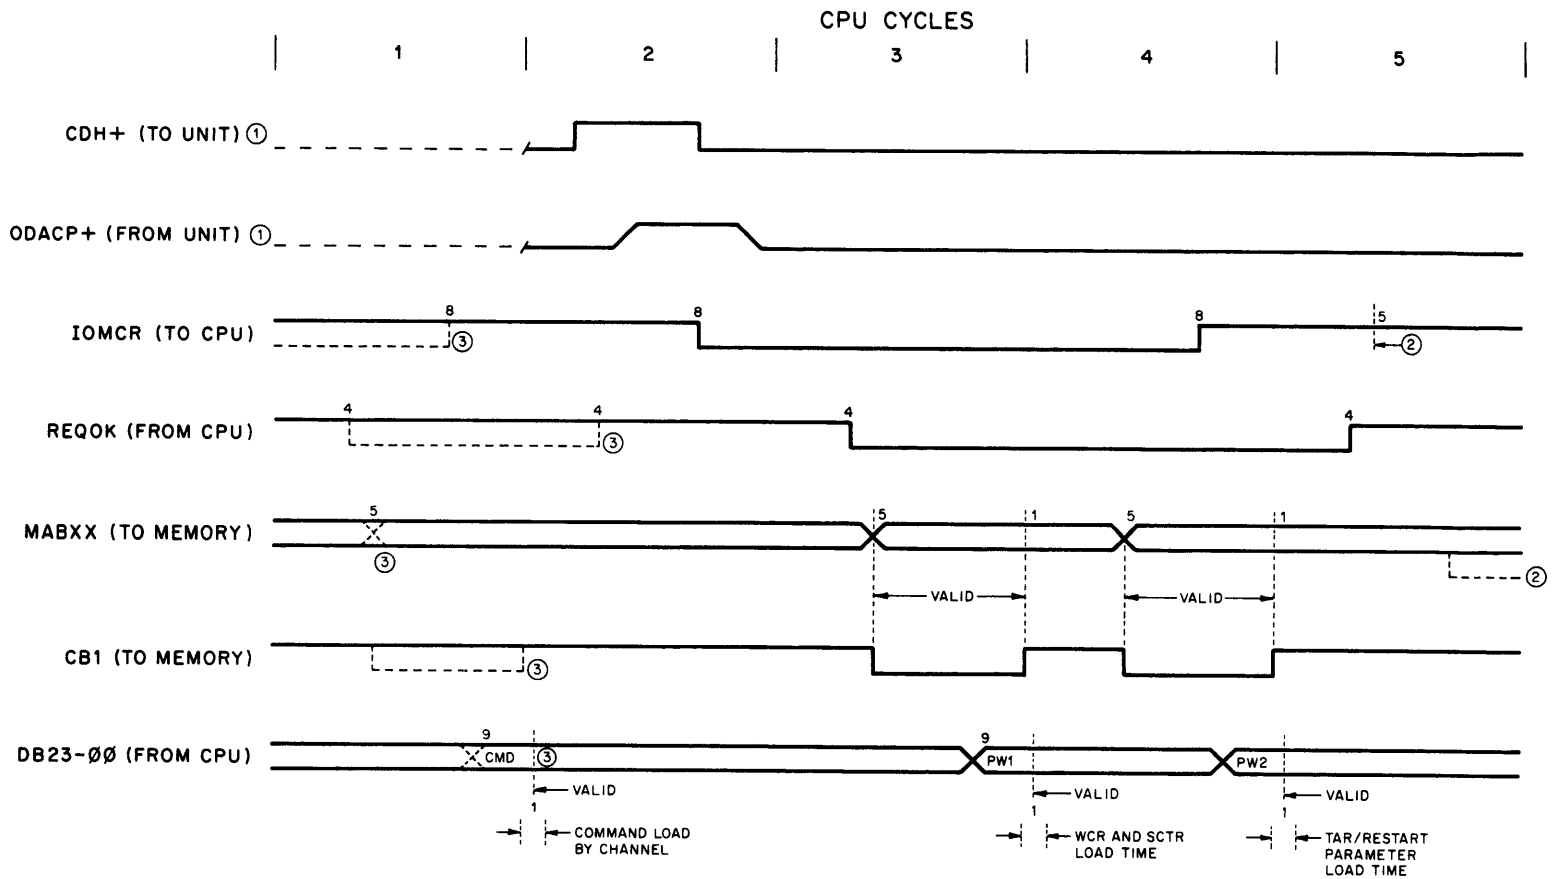 CPU CYCLES
1 2 3 4 5
CDH+ (TO UNIT) ①
ODACP+ (FROM UNIT) ①
8 8 8 5
IOMCR (TO CPU) ③ ②
4 4 4 4
REQOK (FROM CPU) ③
5 5 1 5 1
MABXX (TO MEMORY)
③ ②
VALID VALID
CB1 (TO MEMORY) ③
9 9
DB23-ØØ (FROM CPU) CMD ③ PW1 PW2
VALID VALID VALID
1 1 1
COMMAND LOAD
BY CHANNEL
WCR AND SCTR
LOAD TIME
TAR/RESTART
PARAMETER
LOAD TIME